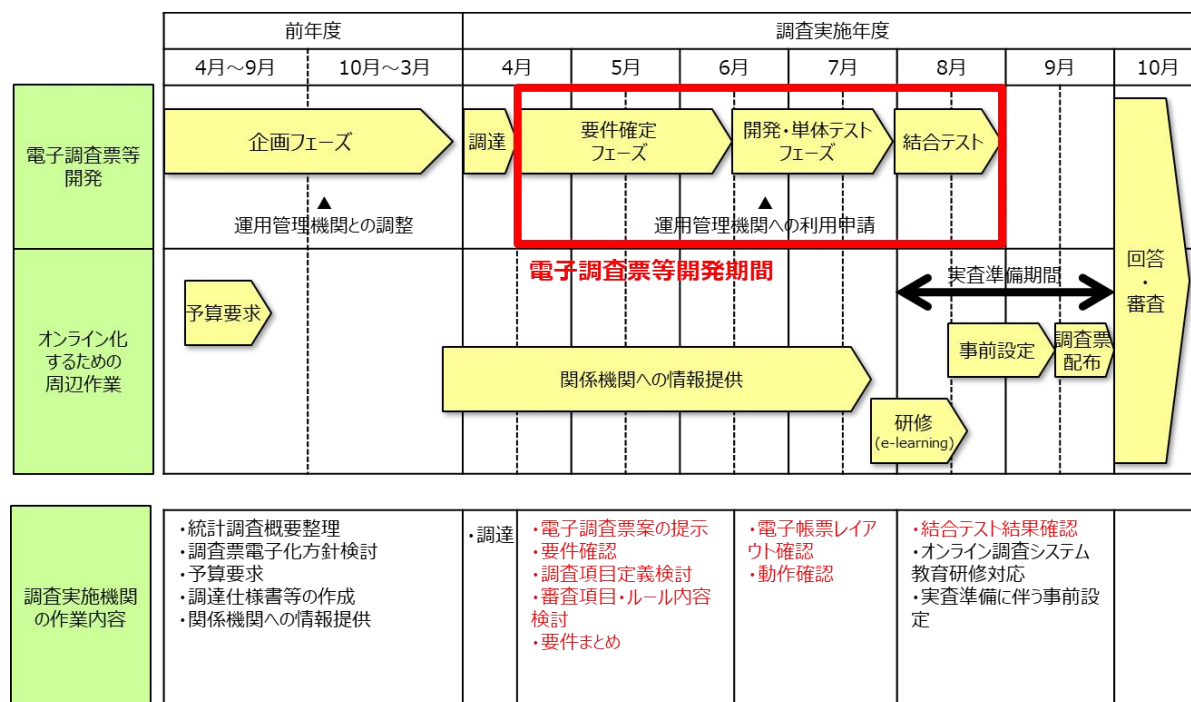 前年度
調査実施年度
4月～9月
10月～3月
4月
5月
6月
7月
8月
9月
10月
電子調査票等
開発
企画フェーズ
調達
要件確定
フェーズ
開発・単体テスト
フェーズ
結合テスト
▲
運用管理機関との調整
▲
運用管理機関への利用申請
電子調査票等開発期間
回答
・
審査
オンライン化
するための
周辺作業
予算要求
実査準備期間
事前設定
調査票
配布
関係機関への情報提供
研修
(e-learning)
調査実施機関
の作業内容
・統計調査概要整理
・調査票電子化方針検討
・予算要求
・調達仕様書等の作成
・関係機関への情報提供
・調達
・電子調査票案の提示
・要件確認
・調査項目定義検討
・審査項目・ルール内容
検討
・要件まとめ
・電子帳票レイア
ウト確認
・動作確認
・結合テスト結果確認
・オンライン調査システム
教育研修対応
・実査準備に伴う事前設
定